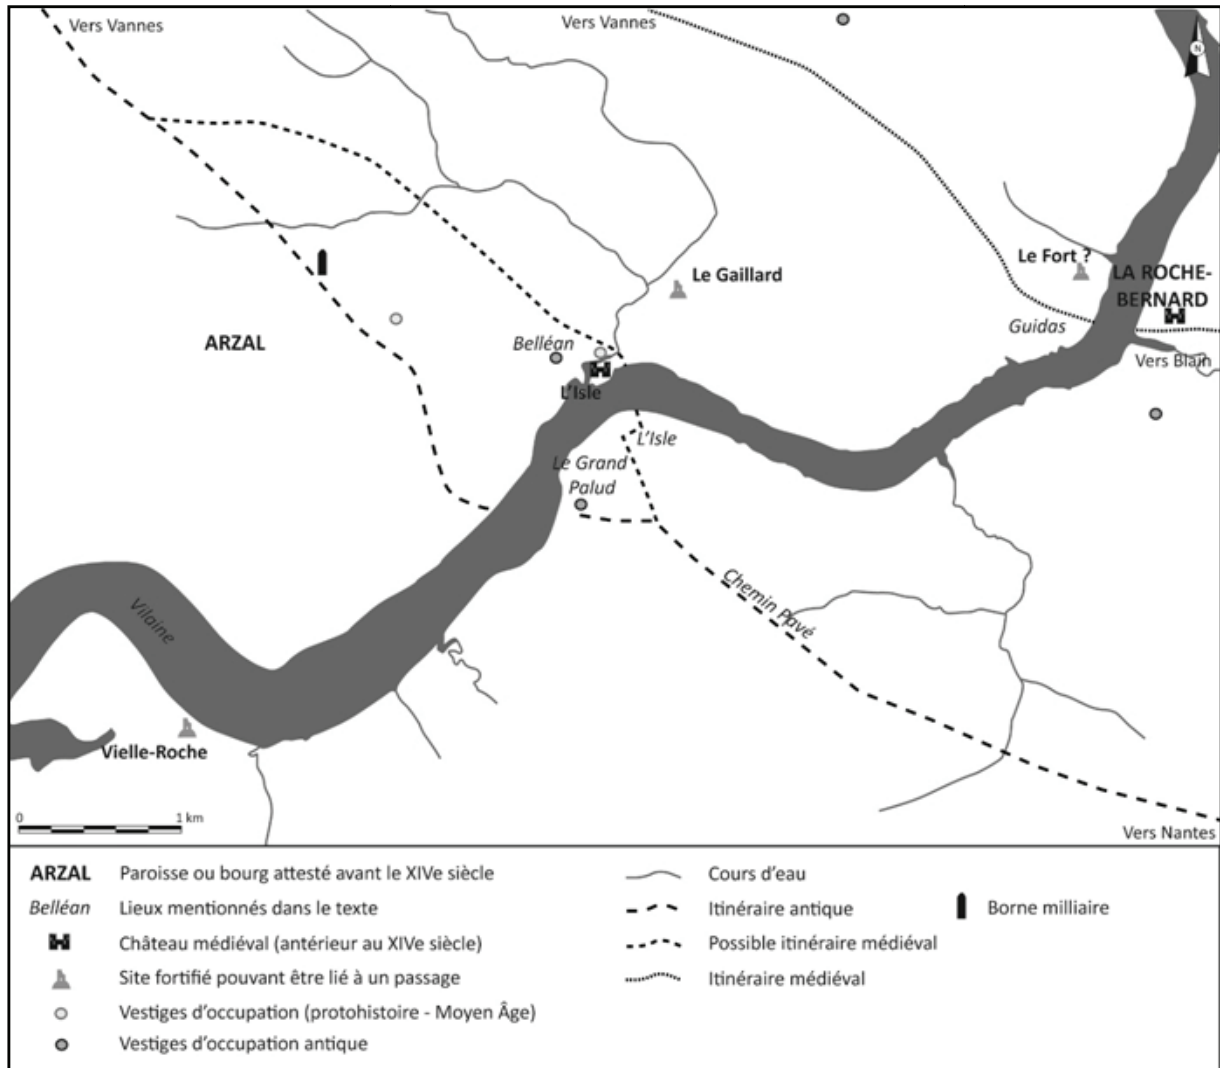 Vers Vannes
Vers Vannes
N
Le Gaillard
Le Fort ?
LA ROCHE-
BERNARD
Guidas
ARZAL
Belléan
Vers Blain
L'Isle
L'Isle
Le Grand
Palud
Chemin Pavé
Vilaine
Vielle-Roche
0
1 km
Vers Nantes
ARZAL Paroisse ou bourg attesté avant le XIVe siècle
Belléan Lieux mentionnés dans le texte
Château médiéval (antérieur au XIVe siècle)
Site fortifié pouvant être lié à un passage
Vestiges d'occupation (protohistoire - Moyen Âge)
Vestiges d'occupation antique
Cours d'eau
Itinéraire antique
Possible itinéraire médiéval
Itinéraire médiéval
Borne milliaire